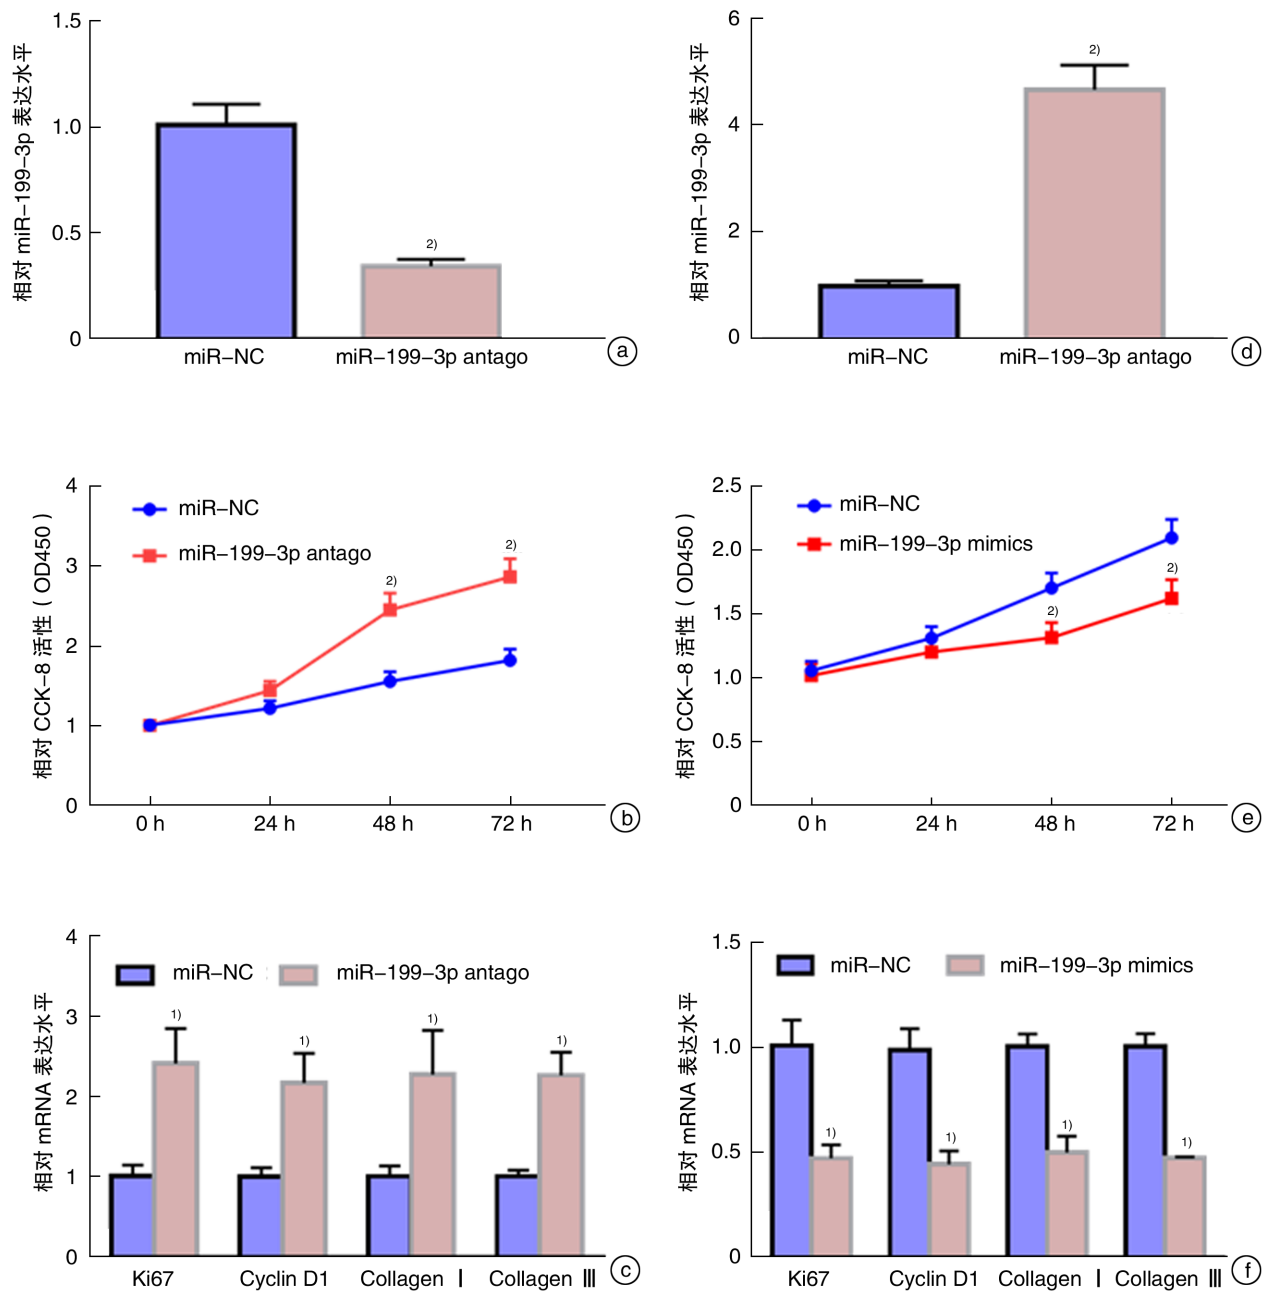 1.5
1.0
0.5
0
相对 miR-199-3p 表达水平
2)
miR-NC
miR-199-3p antago
a
6
4
2
0
相对 miR-199-3p 表达水平
2)
miR-NC
miR-199-3p antago
d
4
3
2
1
0
相对 CCK-8 活性（OD450）
miR-NC
miR-199-3p antago
2)
2)
0 h
24 h
48 h
72 h
b
2.5
2.0
1.5
1.0
0.5
0
相对 CCK-8 活性（OD450）
miR-NC
miR-199-3p mimics
2)
2)
0 h
24 h
48 h
72 h
e
4
3
2
1
0
相对 mRNA 表达水平
miR-NC
miR-199-3p antago
1)
1)
1)
1)
Ki67
Cyclin D1
Collagen Ⅰ
Collagen Ⅲ
c
1.5
1.0
0.5
0
相对 mRNA 表达水平
miR-NC
miR-199-3p mimics
1)
1)
1)
1)
Ki67
Cyclin D1
Collagen Ⅰ
Collagen Ⅲ
f